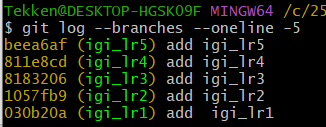 Tekken@DESKTOP-HGSK09F MINGW64 /c/25
$ git log --branches --oneline -5
beea6af (igi_lr5) add igi_lr5
811e8cd (igi_lr4) add igi_lr4
8183206 (igi_lr3) add igi_lr3
1057fb9 (igi_lr2) add igi_lr2
030b20a (igi_lr1) add  igi_lr1